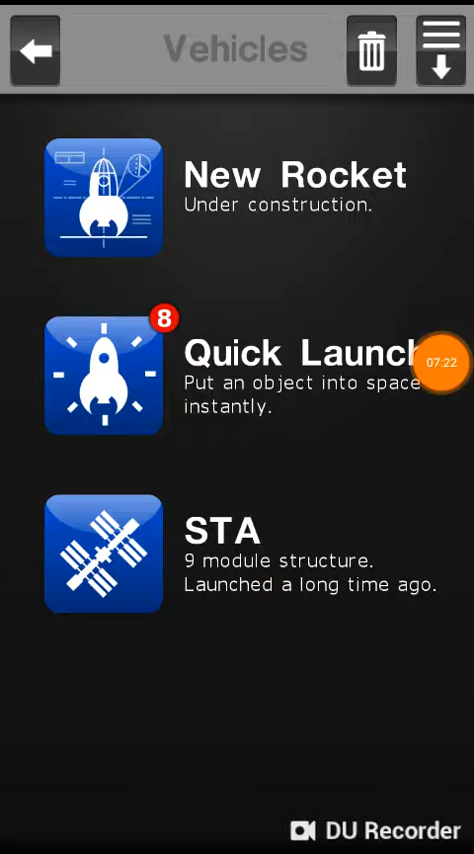 Vehicles
New Rocket
Under construction.
8
Quick Launch
07:22
Put an object into space
instantly.
STA
9 module structure.
Launched a long time ago.
DU Recorder